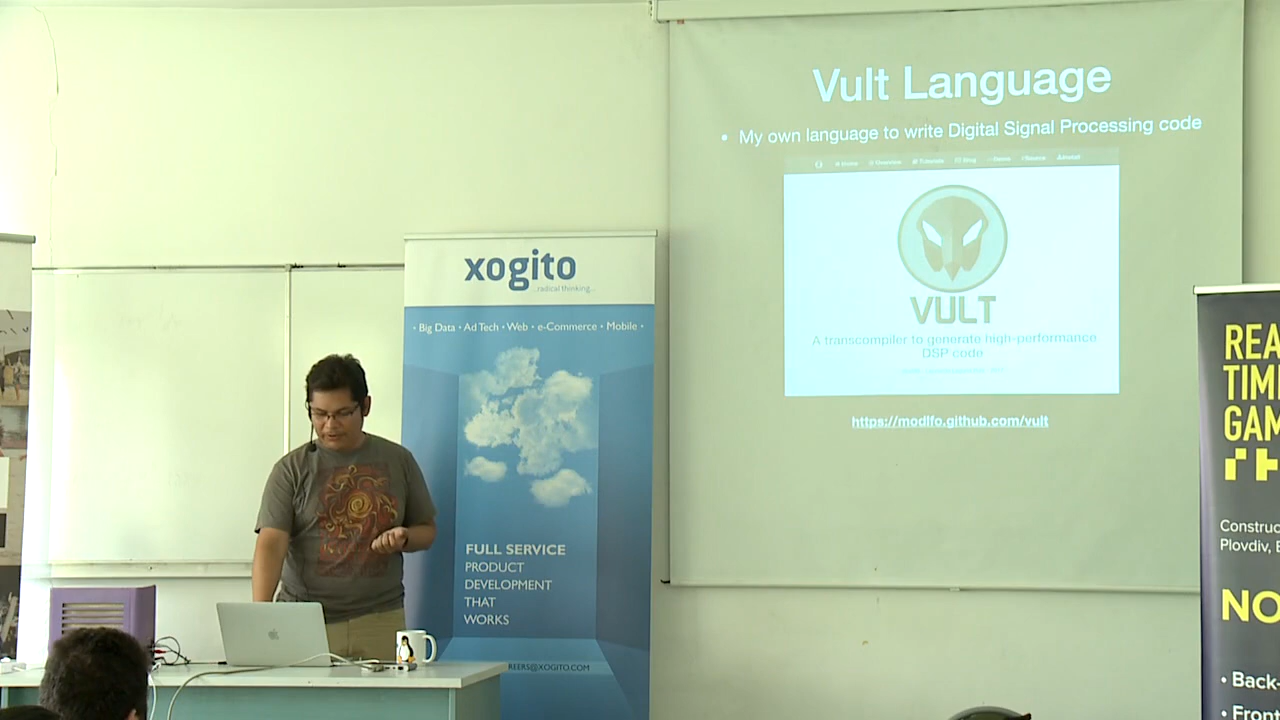 Vult Language
• My own language to write Digital Signal Processing code
VULT
A transcompiler to generate high-performance
DSP code
https://modlfo.github.com/vult
xogito
...radical thinking...
• Big Data • Ad Tech • Web • e-Commerce • Mobile •
FULL SERVICE
PRODUCT
DEVELOPMENT
THAT
WORKS
REERS@XOGITO.COM
REA
TIM
GAM
Construc
Plovdiv, B
NO
• Back-
• Front